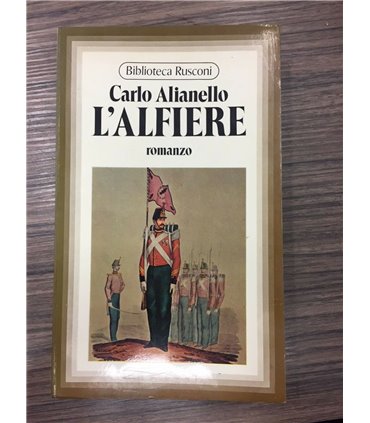 Biblioteca Rusconi
Carlo Alianello
L'ALFIERE
romanzo